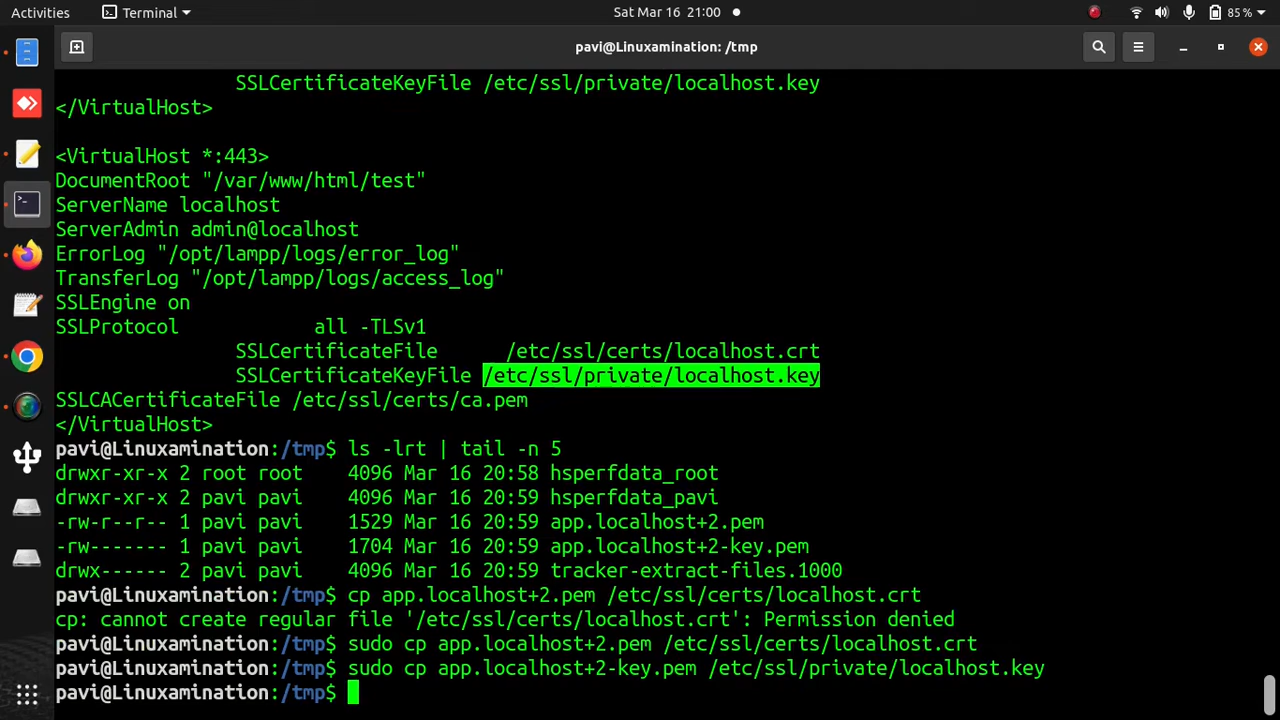 Activities
Terminal
Sat Mar 16 21:00
85 %
pavi@Linuxamination: /tmp
SSLCertificateKeyFile /etc/ssl/private/localhost.key
</VirtualHost>
<VirtualHost *:443>
DocumentRoot "/var/www/html/test"
ServerName localhost
ServerAdmin admin@localhost
ErrorLog "/opt/lampp/logs/error_log"
TransferLog "/opt/lampp/logs/access_log"
SSLEngine on
SSLProtocol all -TLSv1
SSLCertificateFile /etc/ssl/certs/localhost.crt
SSLCertificateKeyFile /etc/ssl/private/localhost.key
SSLCACertificateFile /etc/ssl/certs/ca.pem
</VirtualHost>
pavi@Linuxamination:/tmp$ ls -lrt | tail -n 5
drwxr-xr-x 2 root root 4096 Mar 16 20:58 hsperfdata_root
drwxr-xr-x 2 pavi pavi 4096 Mar 16 20:59 hsperfdata_pavi
-rw-r--r-- 1 pavi pavi 1529 Mar 16 20:59 app.localhost+2.pem
-rw------- 1 pavi pavi 1704 Mar 16 20:59 app.localhost+2-key.pem
drwx------ 2 pavi pavi 4096 Mar 16 20:59 tracker-extract-files.1000
pavi@Linuxamination:/tmp$ cp app.localhost+2.pem /etc/ssl/certs/localhost.crt
cp: cannot create regular file '/etc/ssl/certs/localhost.crt': Permission denied
pavi@Linuxamination:/tmp$ sudo cp app.localhost+2.pem /etc/ssl/certs/localhost.crt
pavi@Linuxamination:/tmp$ sudo cp app.localhost+2-key.pem /etc/ssl/private/localhost.key
pavi@Linuxamination:/tmp$